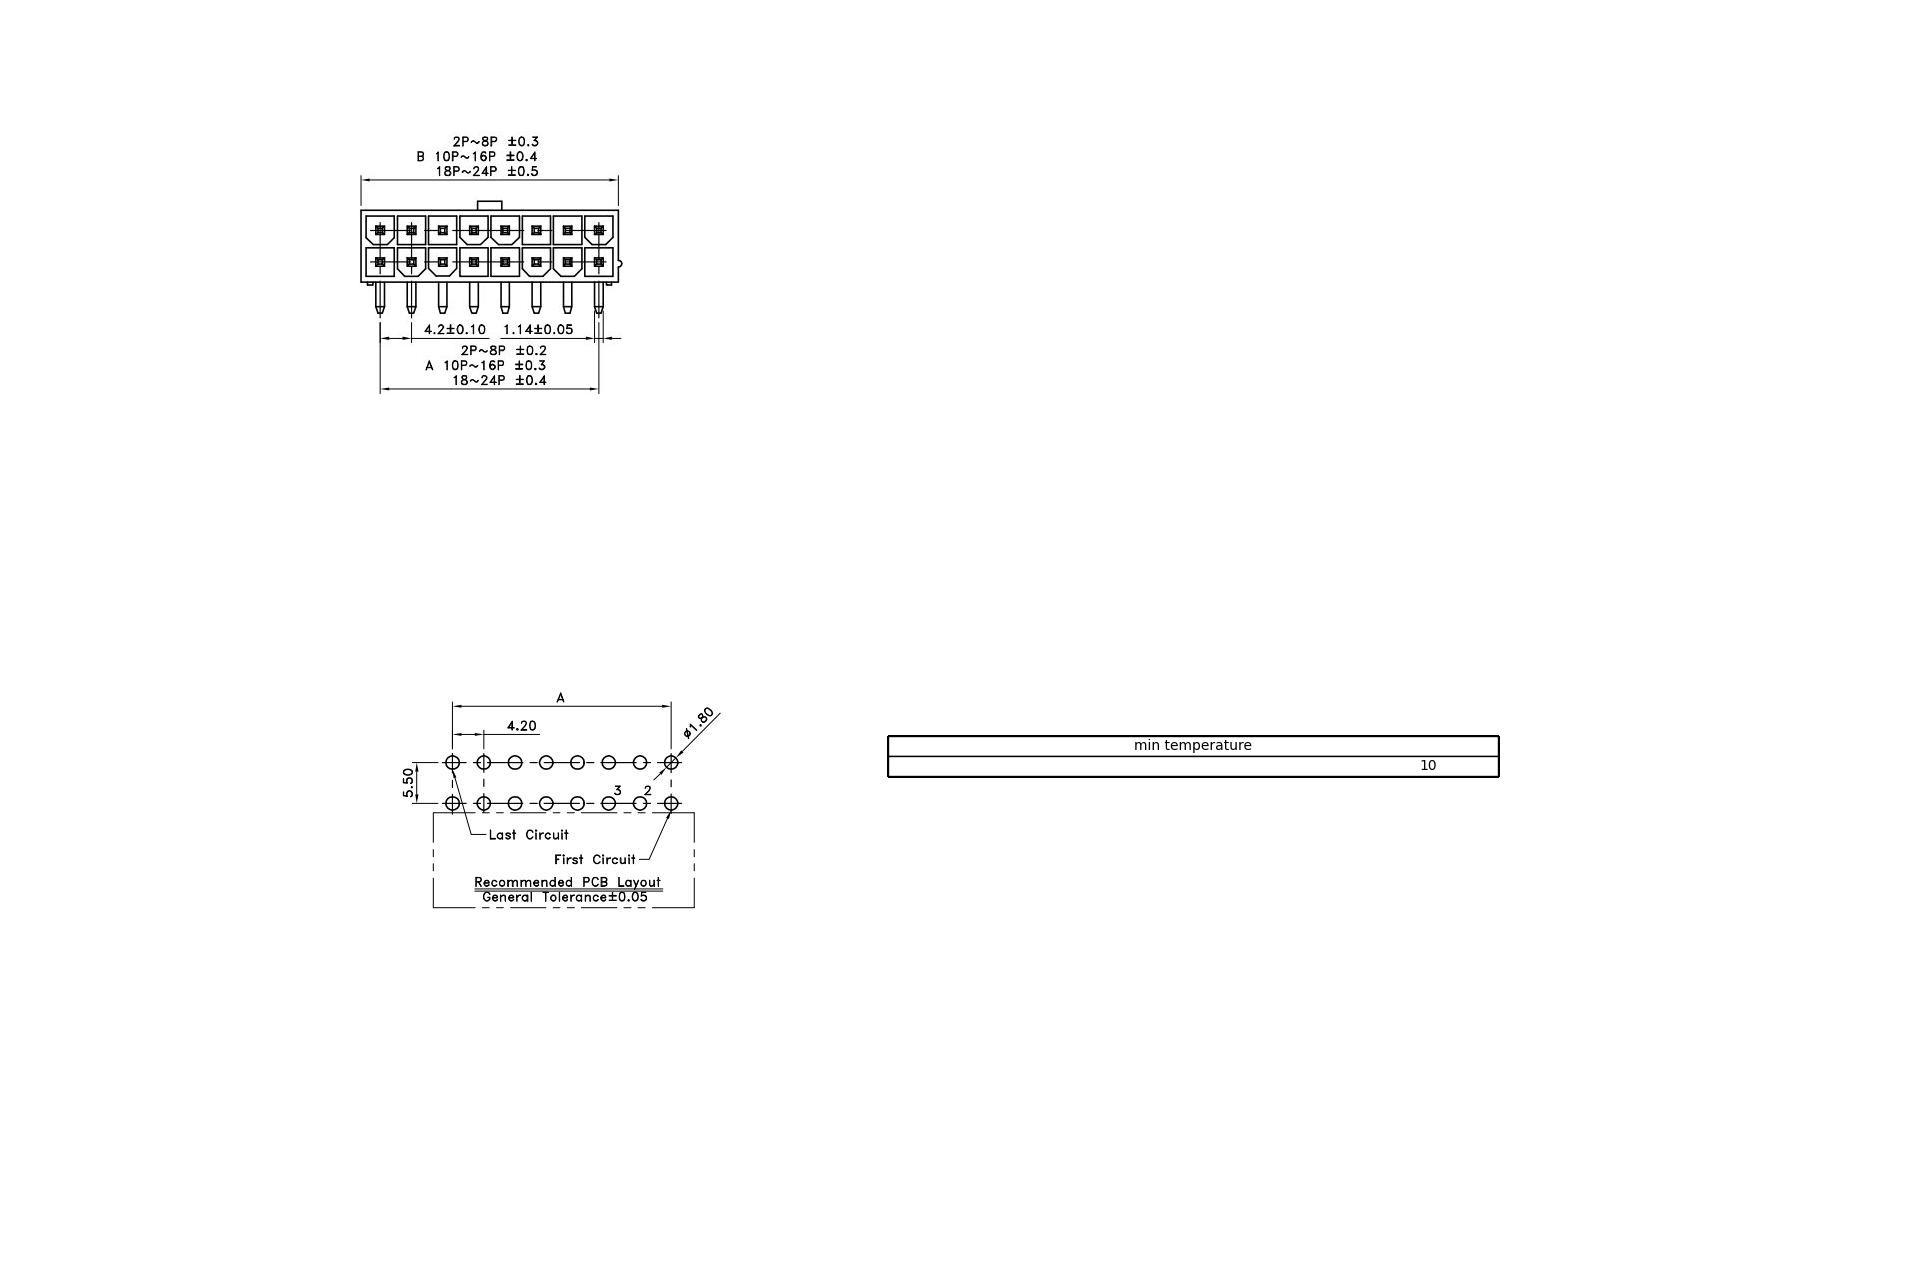 2P~8P ±0.3
B 10P~16P ±0.4
18P~24P ±0.5
4.2±0.10 1.14±0.05
2P~8P ±0.2
A 10P~16P ±0.3
18~24P ±0.4
A
4.20
ø1.80
5.50
3 2
Last Circuit
First Circuit
Recommended PCB Layout
General Tolerance±0.05
min temperature
10